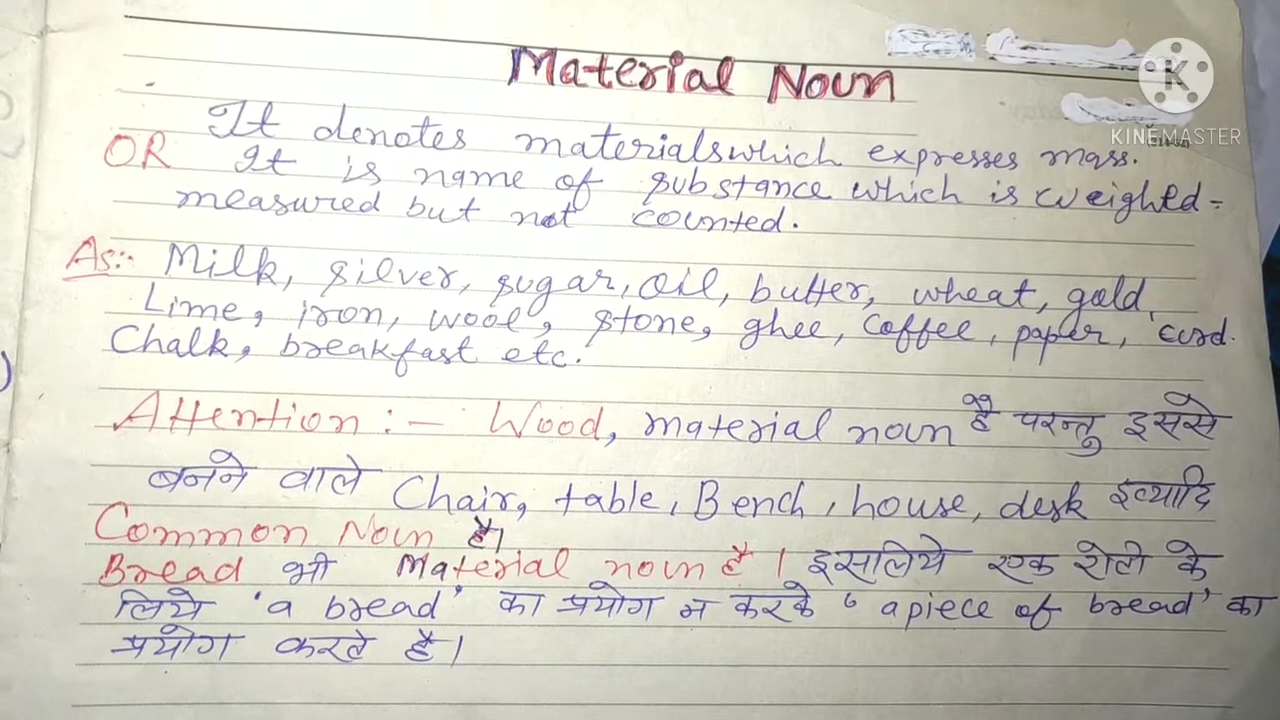 Material Noun
K
KINEMASTER
It denotes materials which expresses mass.
OR It is name of substance which is weighed-
measured but not counted.
As:- Milk, silver, sugar, oil, butter, wheat, gold,
Lime, iron, wool, stone, ghee, coffee, paper, curd.
Chalk, breakfast etc.
Attention :- Wood, material noun है परन्तु इससे
बनने वाले Chair, table, Bench, house, desk इत्यादि
Common Noun है।
Bread भी Material noun है। इसलिये एक रोटी के
लिये 'a bread' का प्रयोग न करके 'a piece of bread' का
प्रयोग करते है।